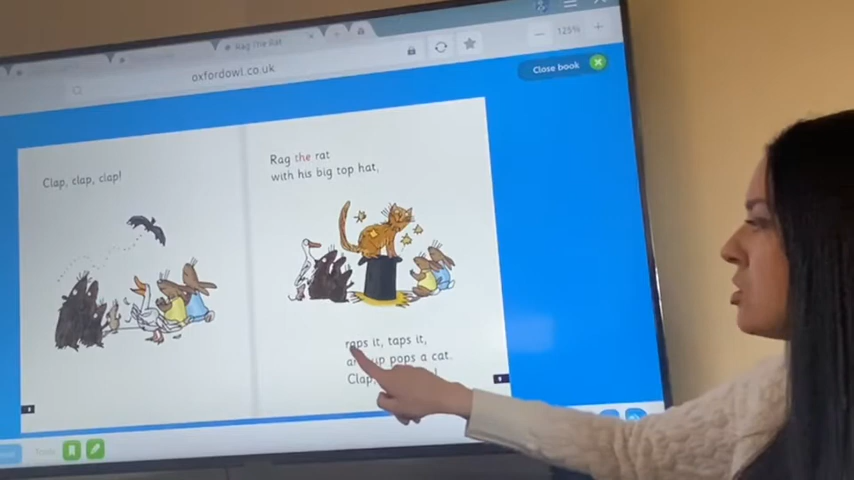 Rag The Rat
oxfordowl.co.uk
125%
Close book
Clap, clap, clap!
Rag the rat
with his big top hat,
raps it, taps it,
up pops a cat.
Clap,